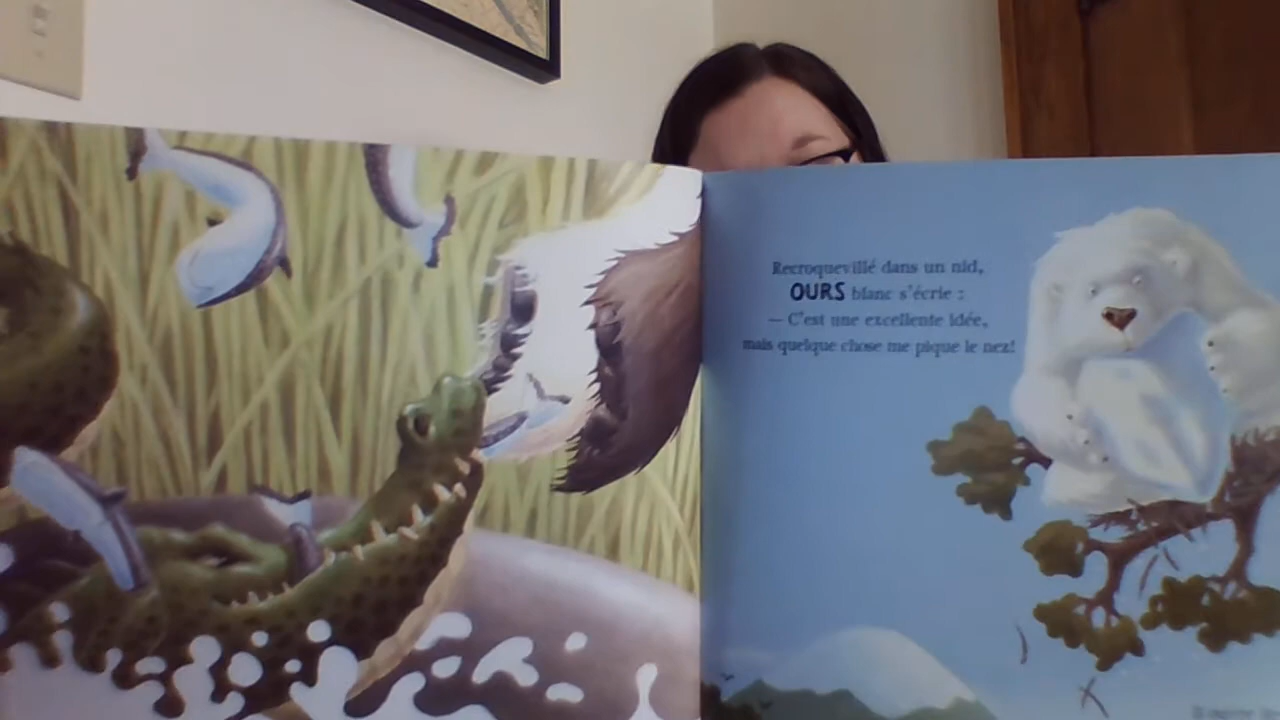 Recroquevillé dans un nid,
OURS blanc s'écrie :
— C'est une excellente idée,
mais quelque chose me pique le nez!